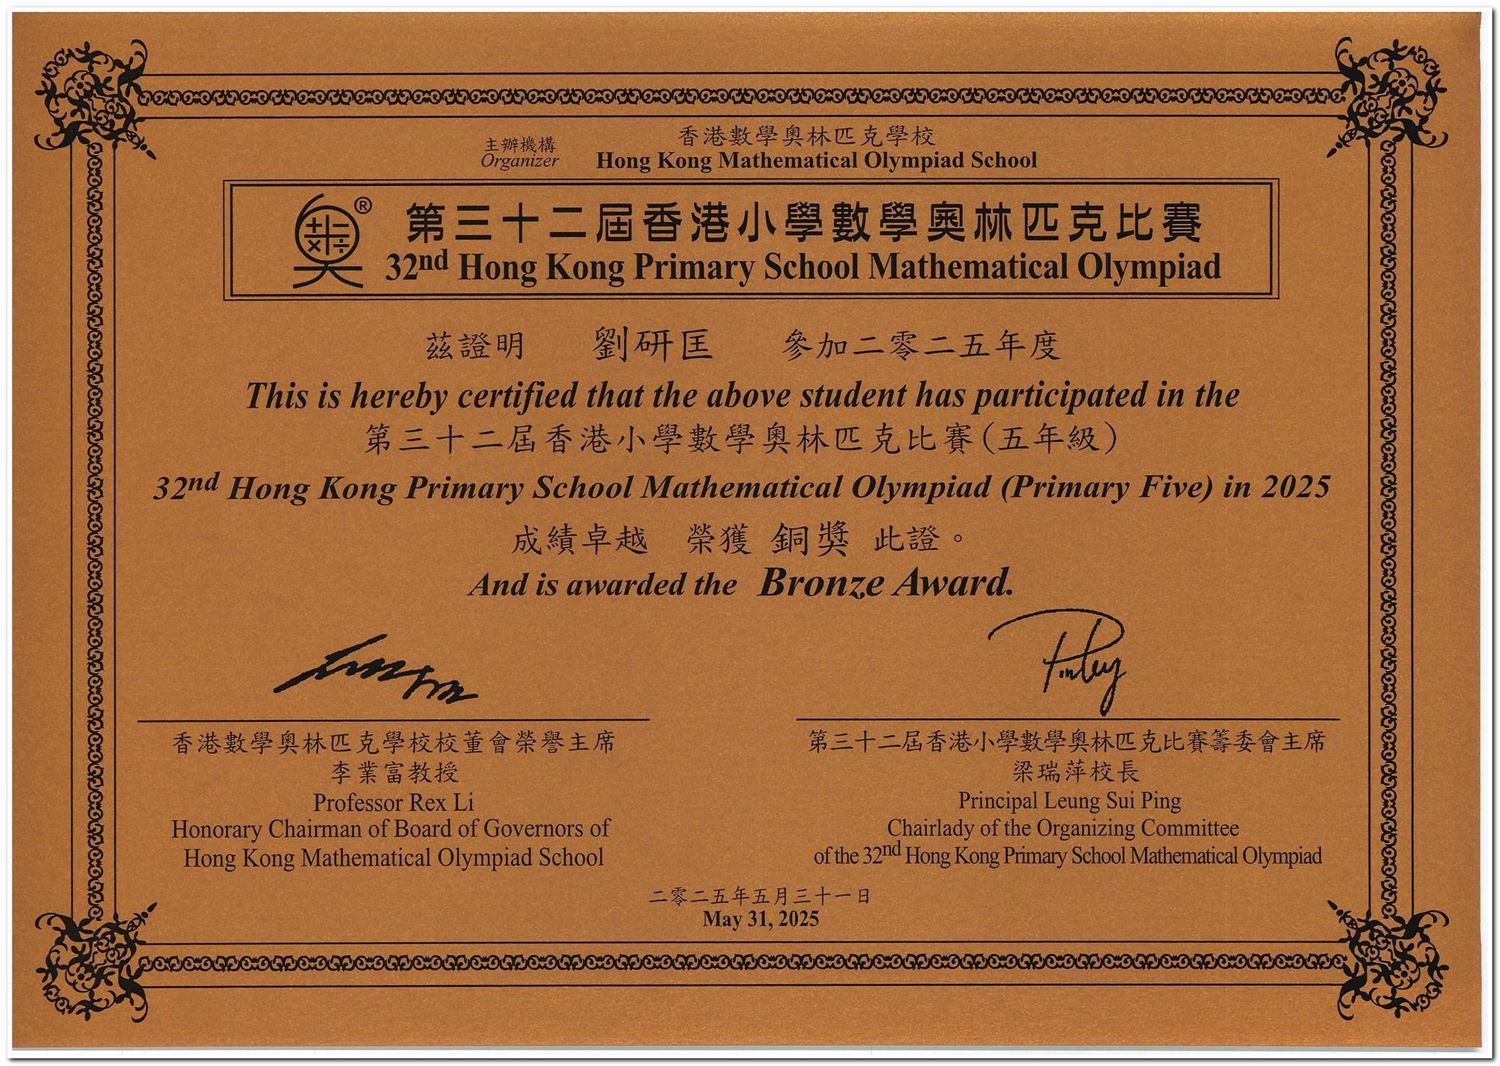 主辦機構
Organizer
香港數學奧林匹克學校
Hong Kong Mathematical Olympiad School
®
第三十二屆香港小學數學奧林匹克比賽
32nd Hong Kong Primary School Mathematical Olympiad
茲證明 劉研匡 參加二零二五年度
This is hereby certified that the above student has participated in the
第三十二屆香港小學數學奧林匹克比賽(五年級)
32nd Hong Kong Primary School Mathematical Olympiad (Primary Five) in 2025
成績卓越 榮獲 銅獎 此證。
And is awarded the Bronze Award.
香港數學奧林匹克學校校董會榮譽主席
李業富教授
Professor Rex Li
Honorary Chairman of Board of Governors of
Hong Kong Mathematical Olympiad School
第三十二屆香港小學數學奧林匹克比賽籌委會主席
梁瑞萍校長
Principal Leung Sui Ping
Chairlady of the Organizing Committee
of the 32nd Hong Kong Primary School Mathematical Olympiad
二零二五年五月三十一日
May 31, 2025